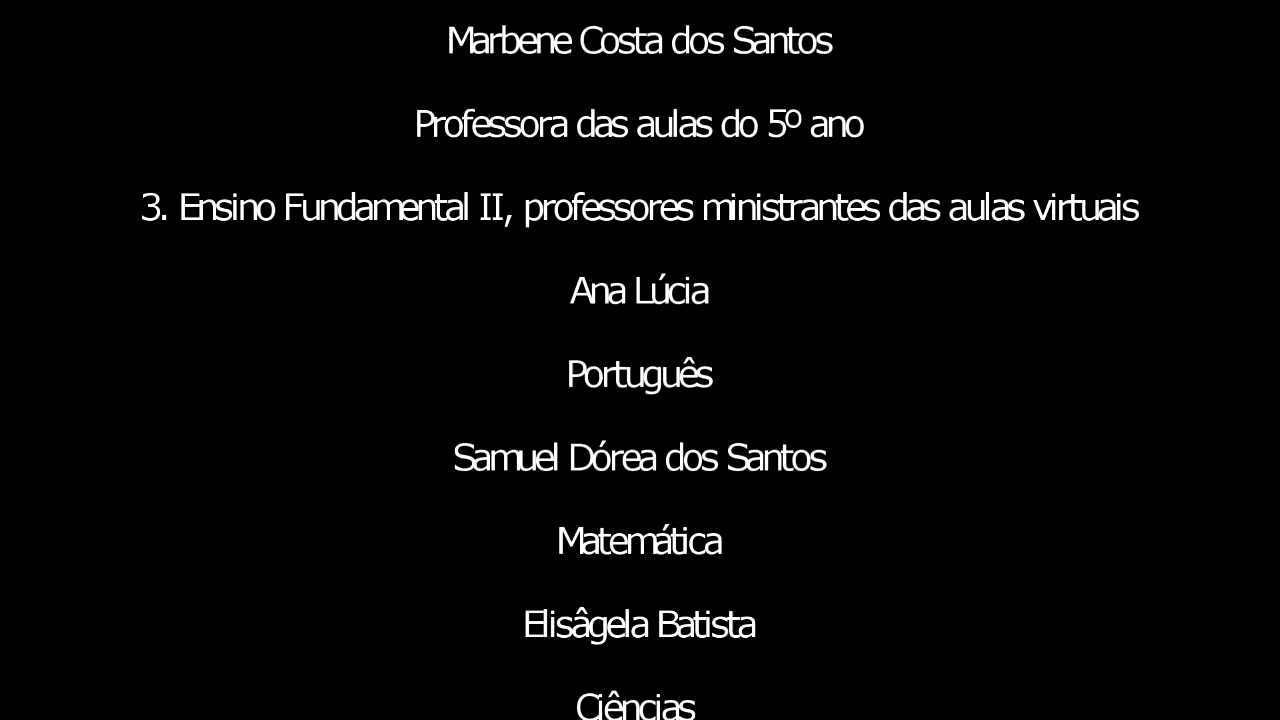 Marbene Costa dos Santos
Professora das aulas do 5º ano
3. Ensino Fundamental II, professores ministrantes das aulas virtuais
Ana Lúcia
Português
Samuel Dórea dos Santos
Matemática
Elisâgela Batista
Ciências